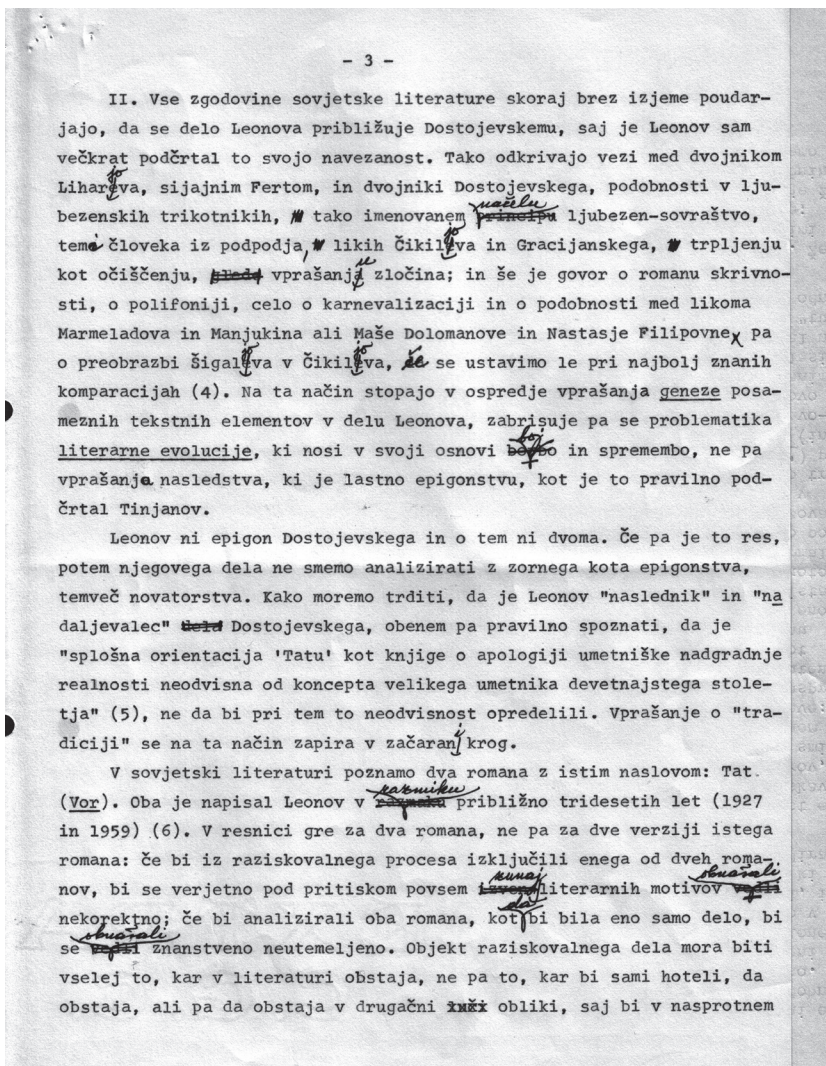 - 3 -
II. Vse zgodovine sovjetske literature skoraj brez izjeme poudar-
jajo, da se delo Leonova približuje Dostojevskemu, saj je Leonov sam
večkrat podčrtal to svojo navezanost. Tako odkrivajo vezi med dvojnikom
Liharjova, sijajnim Fertom, in dvojniki Dostojevskega, podobnosti v lju-
bezenskih trikotnikih, tako imenovanem načelu ljubezen-sovraštvo,
temi človeka iz podpodja, likih Čikiljova in Gracijanskega, trpljenju
kot očiščenju, vprašanje zločina; in še je govor o romanu skrivno-
sti, o polifoniji, celo o karnevalizaciji in o podobnosti med likoma
Marmeladova in Manjukina ali Maše Dolomanove in Nastasje Filipovne pa
o preobrazbi Šigaljova v Čikiljova, se ustavimo le pri najbolj znanih
komparacijah (4). Na ta način stopajo v ospredje vprašanja geneze posa-
meznih tekstnih elementov v delu Leonova, zabrisuje pa se problematika
literarne evolucije, ki nosi v svoji osnovi boj in spremembo, ne pa
vprašanja nasledstva, ki je lastno epigonstvu, kot je to pravilno pod-
črtal Tinjanov.
Leonov ni epigon Dostojevskega in o tem ni dvoma. Če pa je to res,
potem njegovega dela ne smemo analizirati z zornega kota epigonstva,
temveč novatorstva. Kako moremo trditi, da je Leonov "naslednik" in "na
daljevalec" Dostojevskega, obenem pa pravilno spoznati, da je
"splošna orientacija 'Tatu' kot knjige o apologiji umetniške nadgradnje
realnosti neodvisna od koncepta velikega umetnika devetnajstega stole-
tja" (5), ne da bi pri tem to neodvisnost opredelili. Vprašanje o "tra-
diciji" se na ta način zapira v začarani krog.
V sovjetski literaturi poznamo dva romana z istim naslovom: Tat
(Vor). Oba je napisal Leonov v razmiku približno tridesetih let (1927
in 1959) (6). V resnici gre za dva romana, ne pa za dve verziji istega
romana: če bi iz raziskovalnega procesa izključili enega od dveh roma-
nov, bi se verjetno pod pritiskom povsem zunaj literarnih motivov obnašali
nekorektno; če bi analizirali oba romana, kot da bi bila eno samo delo, bi
se obnašali znanstveno neutemeljeno. Objekt raziskovalnega dela mora biti
vselej to, kar v literaturi obstaja, ne pa to, kar bi sami hoteli, da
obstaja, ali pa da obstaja v drugačni obliki, saj bi v nasprotnem